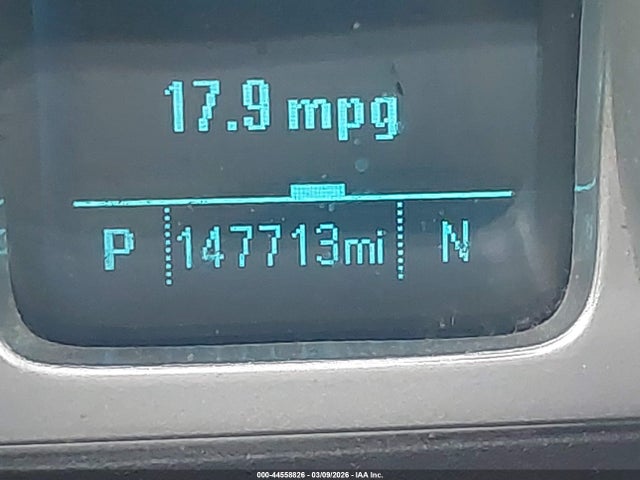 17.9 mpg
P 147713mi N
000-44558826 - 03/09/2026 - IAA Inc.